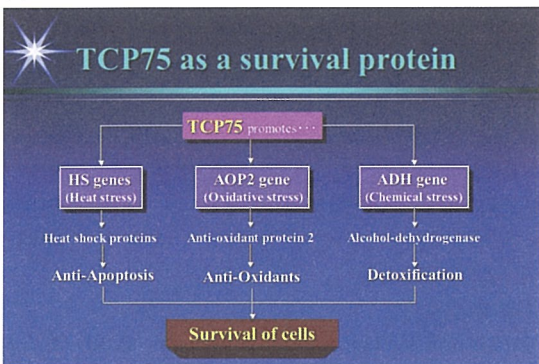 TCP75 as a survival protein
TCP75 promotes···
HS genes
(Heat stress)
AOP2 gene
(Oxidative stress)
ADH gene
(Chemical stress)
Heat shock proteins
Anti-oxidant protein 2
Alcohol-dehydrogenase
Anti-Apoptosis
Anti-Oxidants
Detoxification
Survival of cells